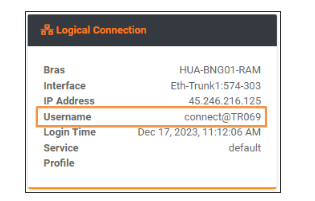 Logical Connection
Bras HUA-BNG01-RAM
Interface Eth-Trunk1:574-303
IP Address 45.246.216.125
Username connect@TR069
Login Time Dec 17, 2023, 11:12:06 AM
Service default
Profile